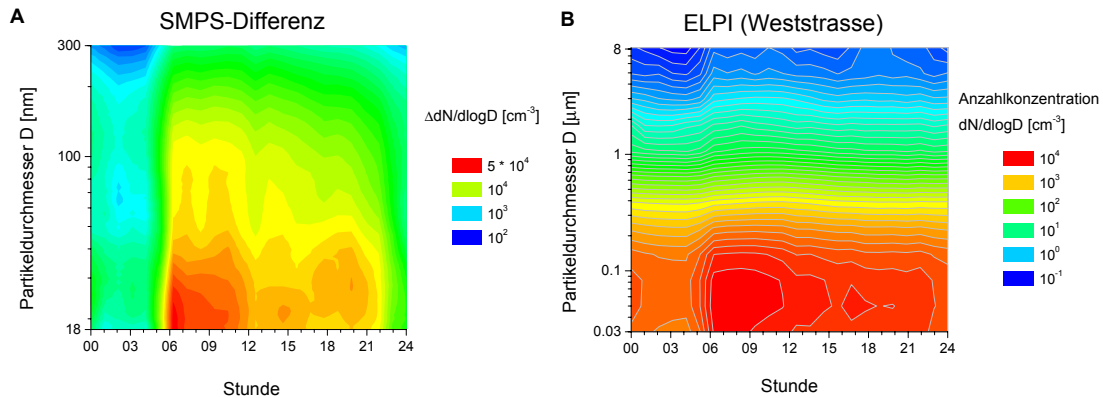 A
SMPS-Differenz
Partikeldurchmesser D [nm]
300
100
18
00 03 06 09 12 15 18 21 24
Stunde
ΔdN/dlogD [cm⁻³]
5 * 10⁴
10⁴
10³
10²
B
ELPI (Weststrasse)
Partikeldurchmesser D [µm]
8
1
0.1
0.03
00 03 06 09 12 15 18 21 24
Stunde
Anzahlkonzentration
dN/dlogD [cm⁻³]
10⁴
10³
10²
10¹
10⁰
10⁻¹